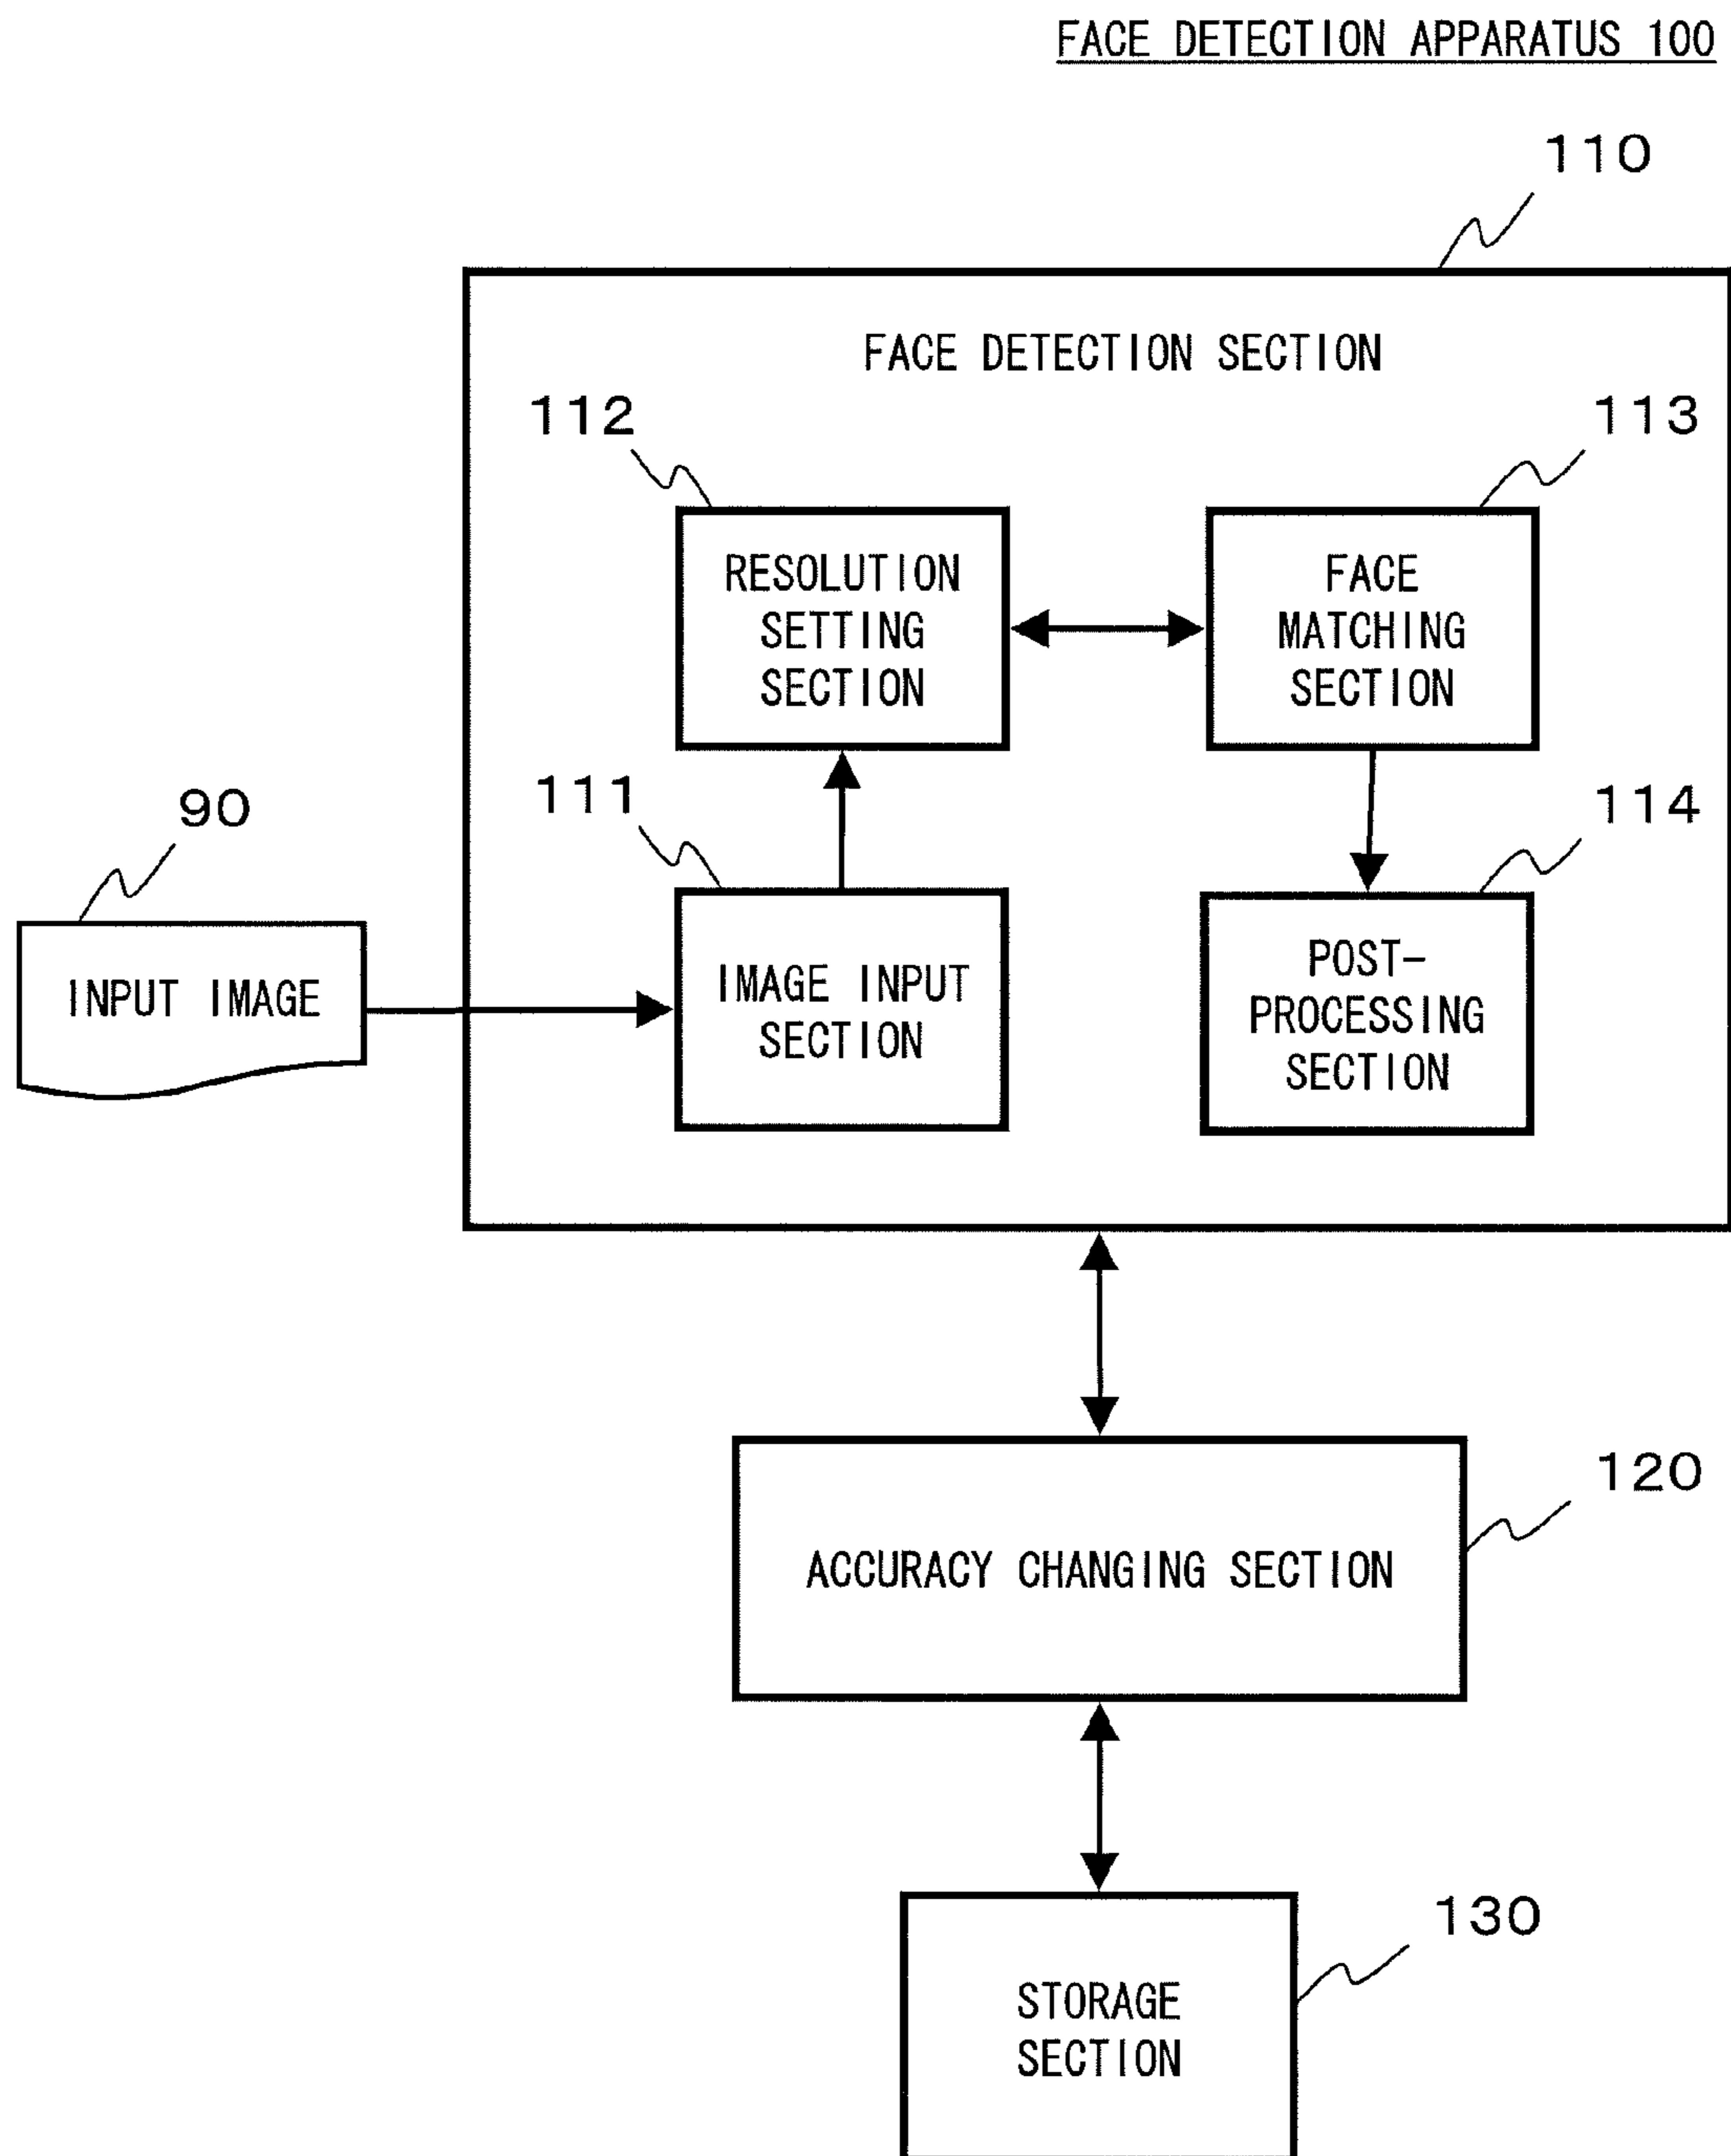 FACE DETECTION APPARATUS 100
110
FACE DETECTION SECTION
112
113
RESOLUTION
SETTING
SECTION
FACE
MATCHING
SECTION
90
111
114
INPUT IMAGE
IMAGE INPUT
SECTION
POST-
PROCESSING
SECTION
120
ACCURACY CHANGING SECTION
130
STORAGE
SECTION